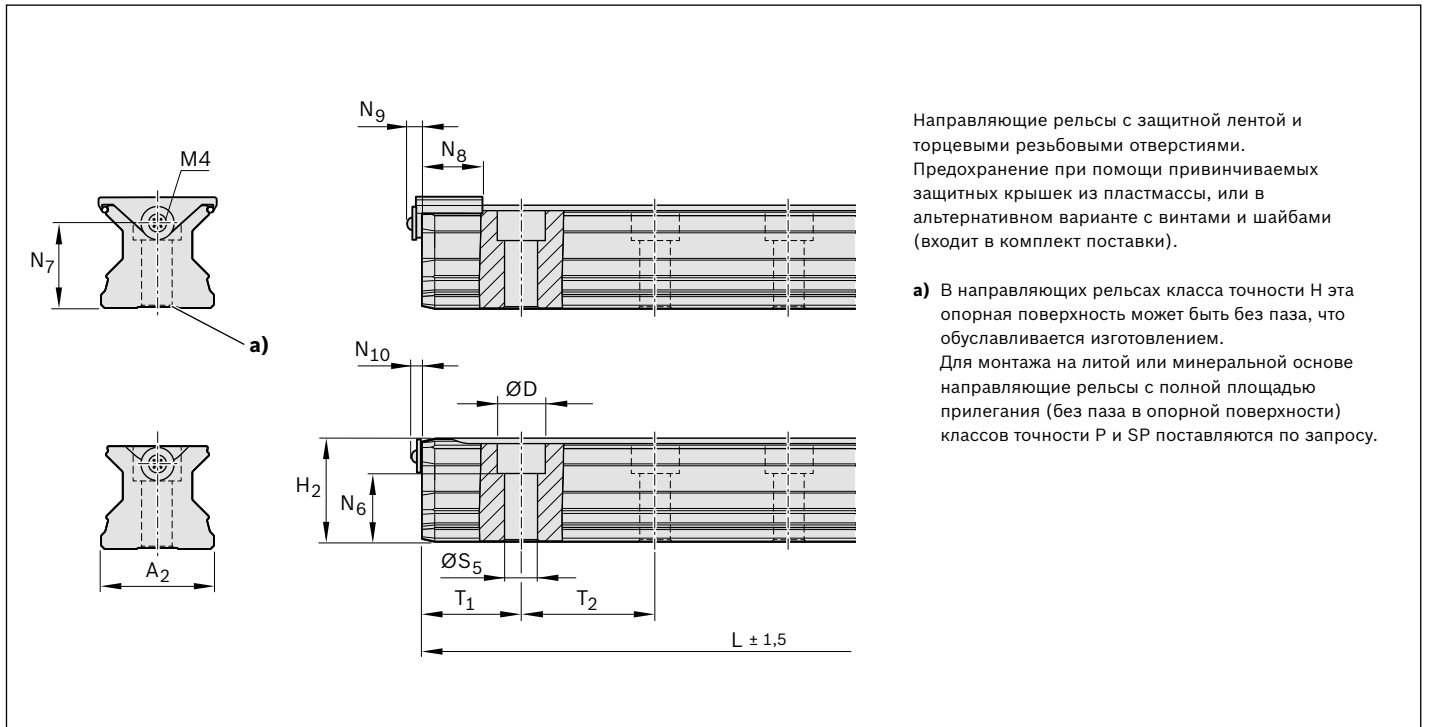 N9
N8
M4
N7
a)
N10
ØD
H2
N6
ØS5
A2
T1
T2
L ± 1,5
Направляющие рельсы с защитной лентой и
торцевыми резьбовыми отверстиями.
Предохранение при помощи привинчиваемых
защитных крышек из пластмассы, или в
альтернативном варианте с винтами и шайбами
(входит в комплект поставки).
a) В направляющих рельсах класса точности H эта
опорная поверхность может быть без паза, что
обуславливается изготовлением.
Для монтажа на литой или минеральной основе
направляющие рельсы с полной площадью
прилегания (без паза в опорной поверхности)
классов точности P и SP поставляются по запросу.